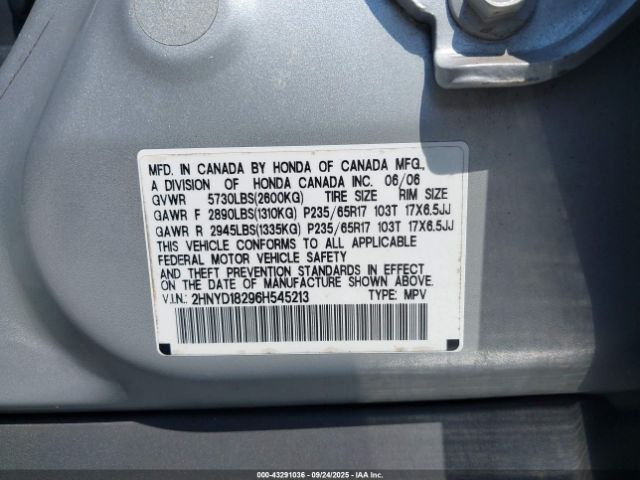 MFD. IN CANADA BY HONDA OF CANADA MFG.,
A DIVISION OF HONDA CANADA INC. 06/06
GVWR 5730LBS(2600KG) TIRE SIZE RIM SIZE
GAWR F 2890LBS(1310KG) P235/65R17 103T 17X6.5JJ
GAWR R 2945LBS(1335KG) P235/65R17 103T 17X6.5JJ
THIS VEHICLE CONFORMS TO ALL APPLICABLE
FEDERAL MOTOR VEHICLE SAFETY
AND THEFT PREVENTION STANDARDS IN EFFECT
ON THE DATE OF MANUFACTURE SHOWN ABOVE.
V.I.N.: 2HNYD18296H545213 TYPE: MPV
000-43291036 - 09/24/2025 - IAAI.COM